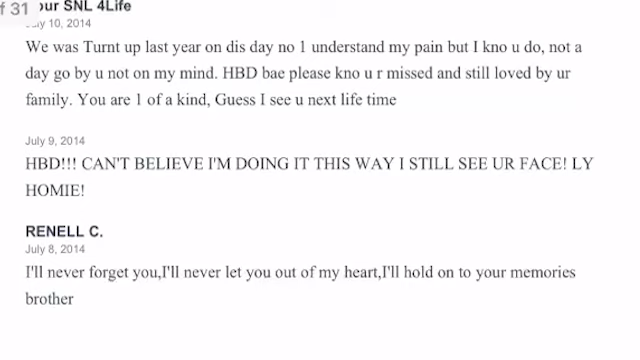 f 31
our SNL 4Life
July 10, 2014
We was Turnt up last year on dis day no 1 understand my pain but I kno u do, not a
day go by u not on my mind. HBD bae please kno u r missed and still loved by ur
family. You are 1 of a kind, Guess I see u next life time
July 9, 2014
HBD!!! CAN'T BELIEVE I'M DOING IT THIS WAY I STILL SEE UR FACE! LY
HOMIE!
RENELL C.
July 8, 2014
I'll never forget you,I'll never let you out of my heart,I'll hold on to your memories
brother